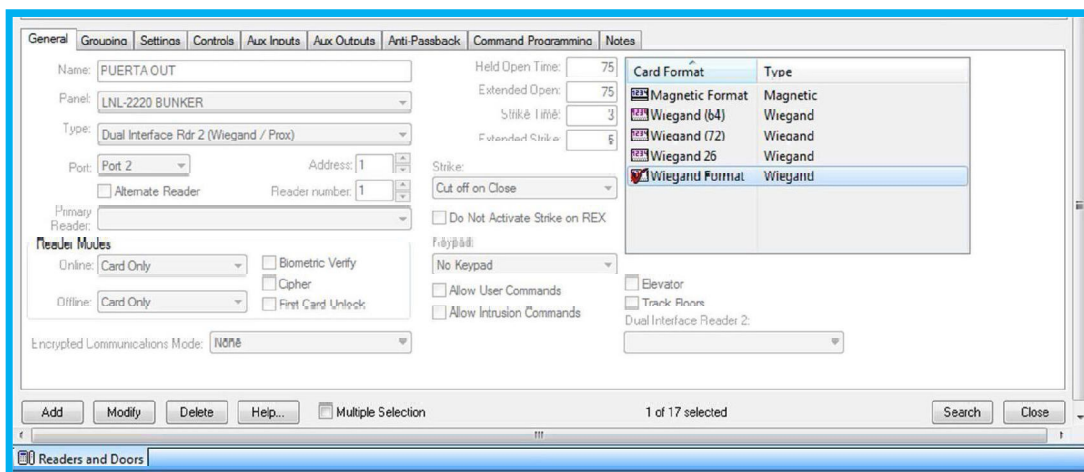 General Grouping Settings Controls Aux Inputs Aux Outputs Anti-Passback Command Programming Notes
Name: PUERTA OUT
Panel: LNL-2220 BUNKER
Type: Dual Interface Rdr 2 (Wiegand / Prox)
Port: Port 2 Address: 1
Alternate Reader Reader number: 1
Primary Reader:
Reader Modes
Online: Card Only Biometric Verify
Cipher
Offline: Card Only First Card Unlock
Encrypted Communications Mode: None
Held Open Time: 75
Extended Open: 75
Strike Time: 3
Extended Strike: 5
Strike:
Cut off on Close
Do Not Activate Strike on REX
Keypad:
No Keypad
Allow User Commands
Allow Intrusion Commands
Card Format Type
Magnetic Format Magnetic
Wiegand (64) Wiegand
Wiegand (72) Wiegand
Wiegand 26 Wiegand
Wiegand Format Wiegand
Elevator
Track Floors
Dual Interface Reader 2:
Add Modify Delete Help... Multiple Selection 1 of 17 selected Search Close
Readers and Doors